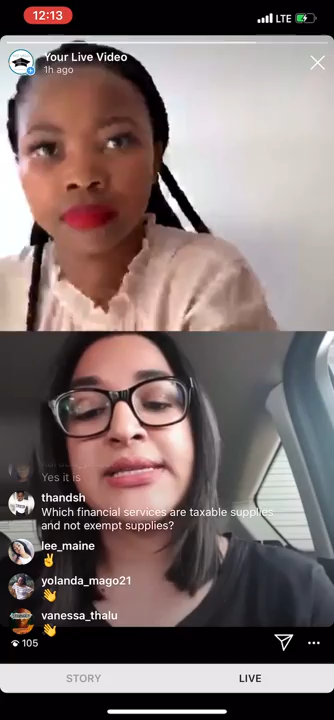 12:13
LTE
Your Live Video
1h ago
Yes it is
thandsh
Which financial services are taxable supplies
and not exempt supplies?
lee_maine
✌️
yolanda_mago21
👋
vanessa_thalu
👋
105
STORY
LIVE